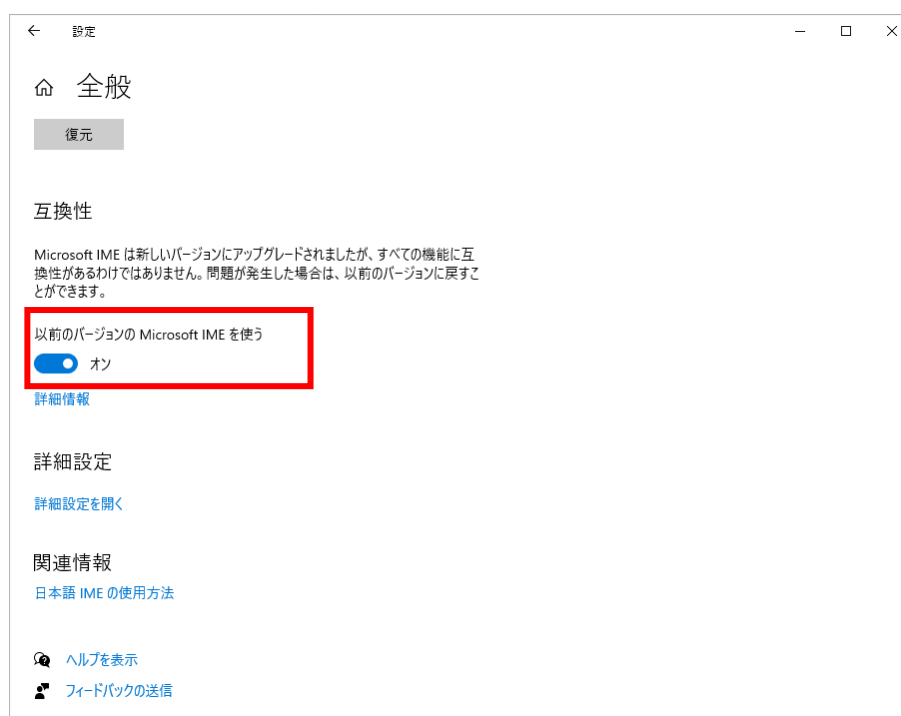 設定
全般
復元
互換性
Microsoft IME は新しいバージョンにアップグレードされましたが、すべての機能に互
換性があるわけではありません。問題が発生した場合は、以前のバージョンに戻すこ
とができます。
以前のバージョンの Microsoft IME を使う
オン
詳細情報
詳細設定
詳細設定を開く
関連情報
日本語 IME の使用方法
ヘルプを表示
フィードバックの送信